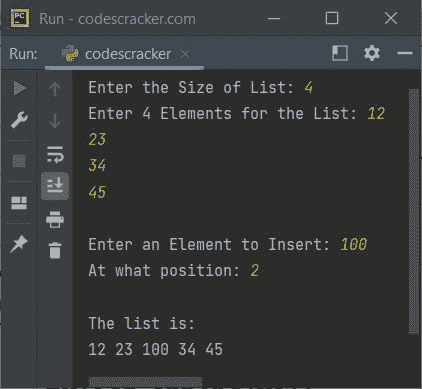 PC
Run - codescracker.com
Run: codescracker
Enter the Size of List: 4
Enter 4 Elements for the List: 12
23
34
45
Enter an Element to Insert: 100
At what position: 2
The list is:
12 23 100 34 45